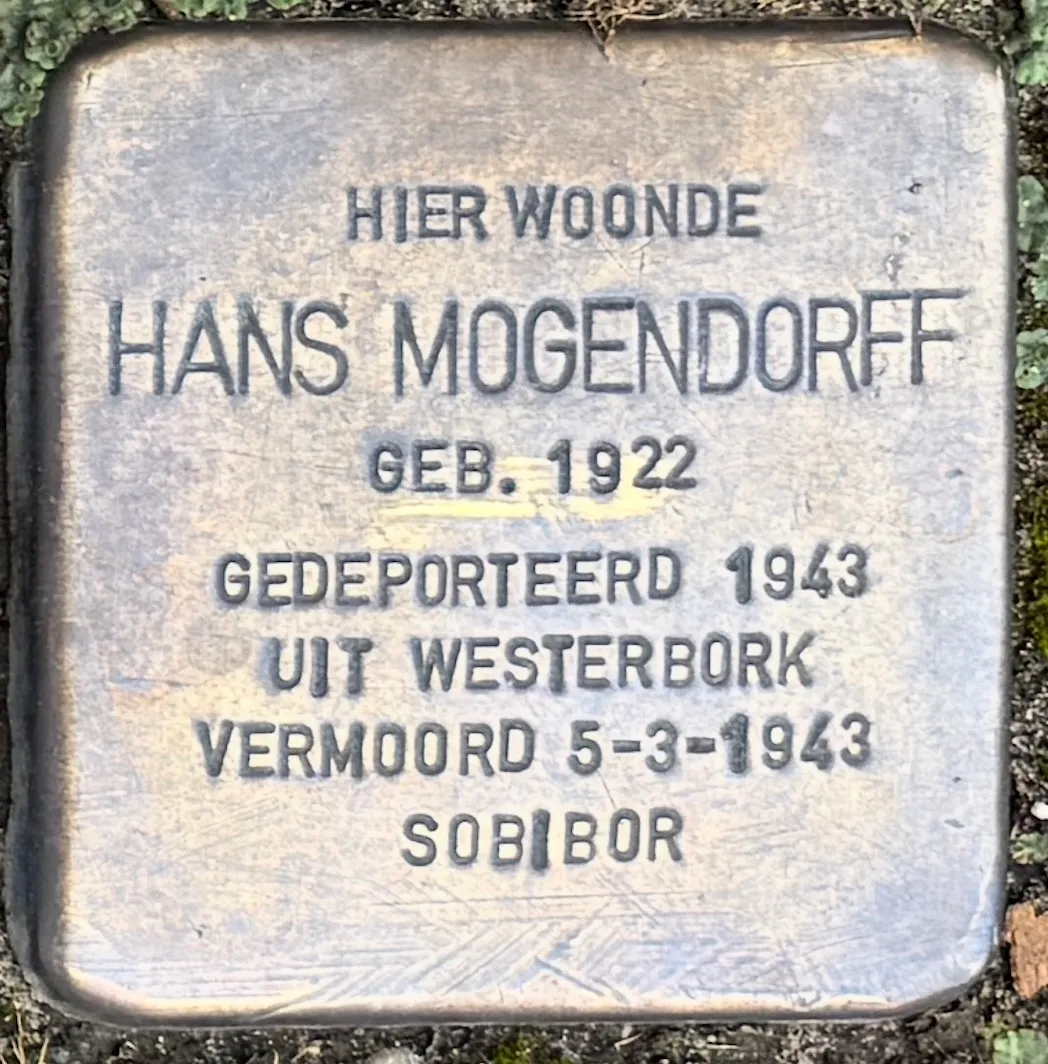 HIER WOONDE
HANS MOGENDORFF
GEB. 1922
GEDEPORTEERD 1943
UIT WESTERBORK
VERMOORD 5-3-1943
SOBIBOR